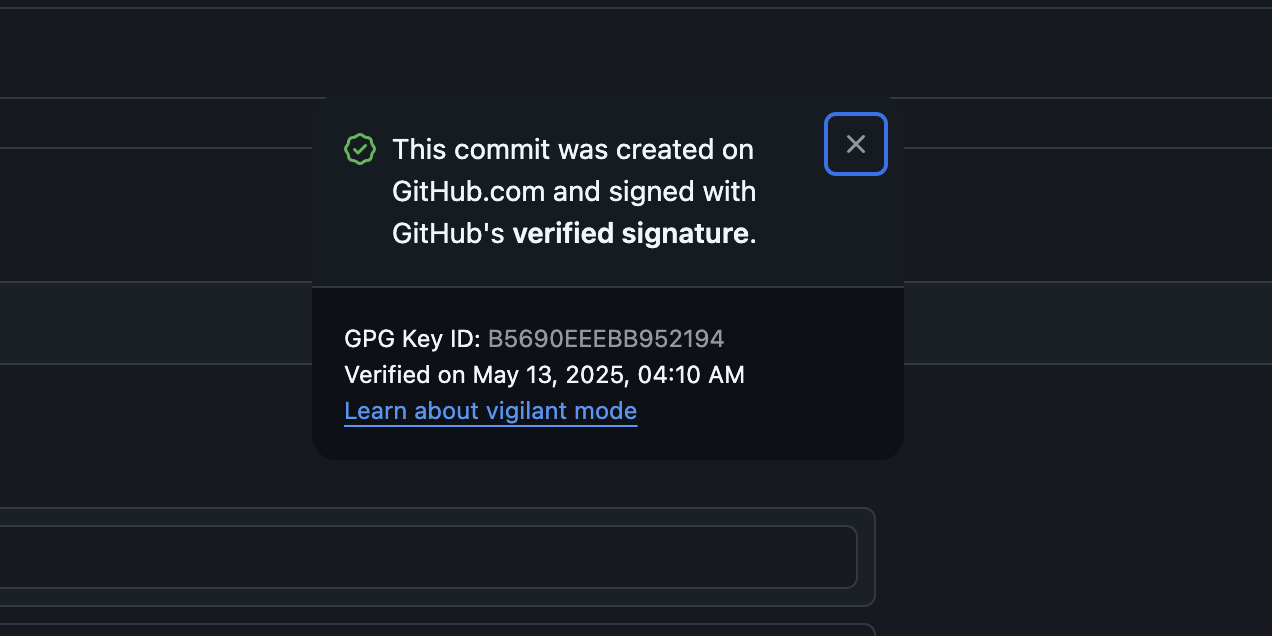 This commit was created on
GitHub.com and signed with
GitHub's verified signature.
GPG Key ID: B5690EEEBB952194
Verified on May 13, 2025, 04:10 AM
Learn about vigilant mode